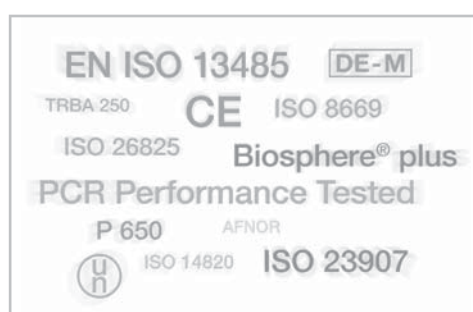 EN ISO 13485 DE-M
TRBA 250 CE ISO 8669
ISO 26825 Biosphere® plus
PCR Performance Tested
P 650 AFNOR
un ISO 14820 ISO 23907